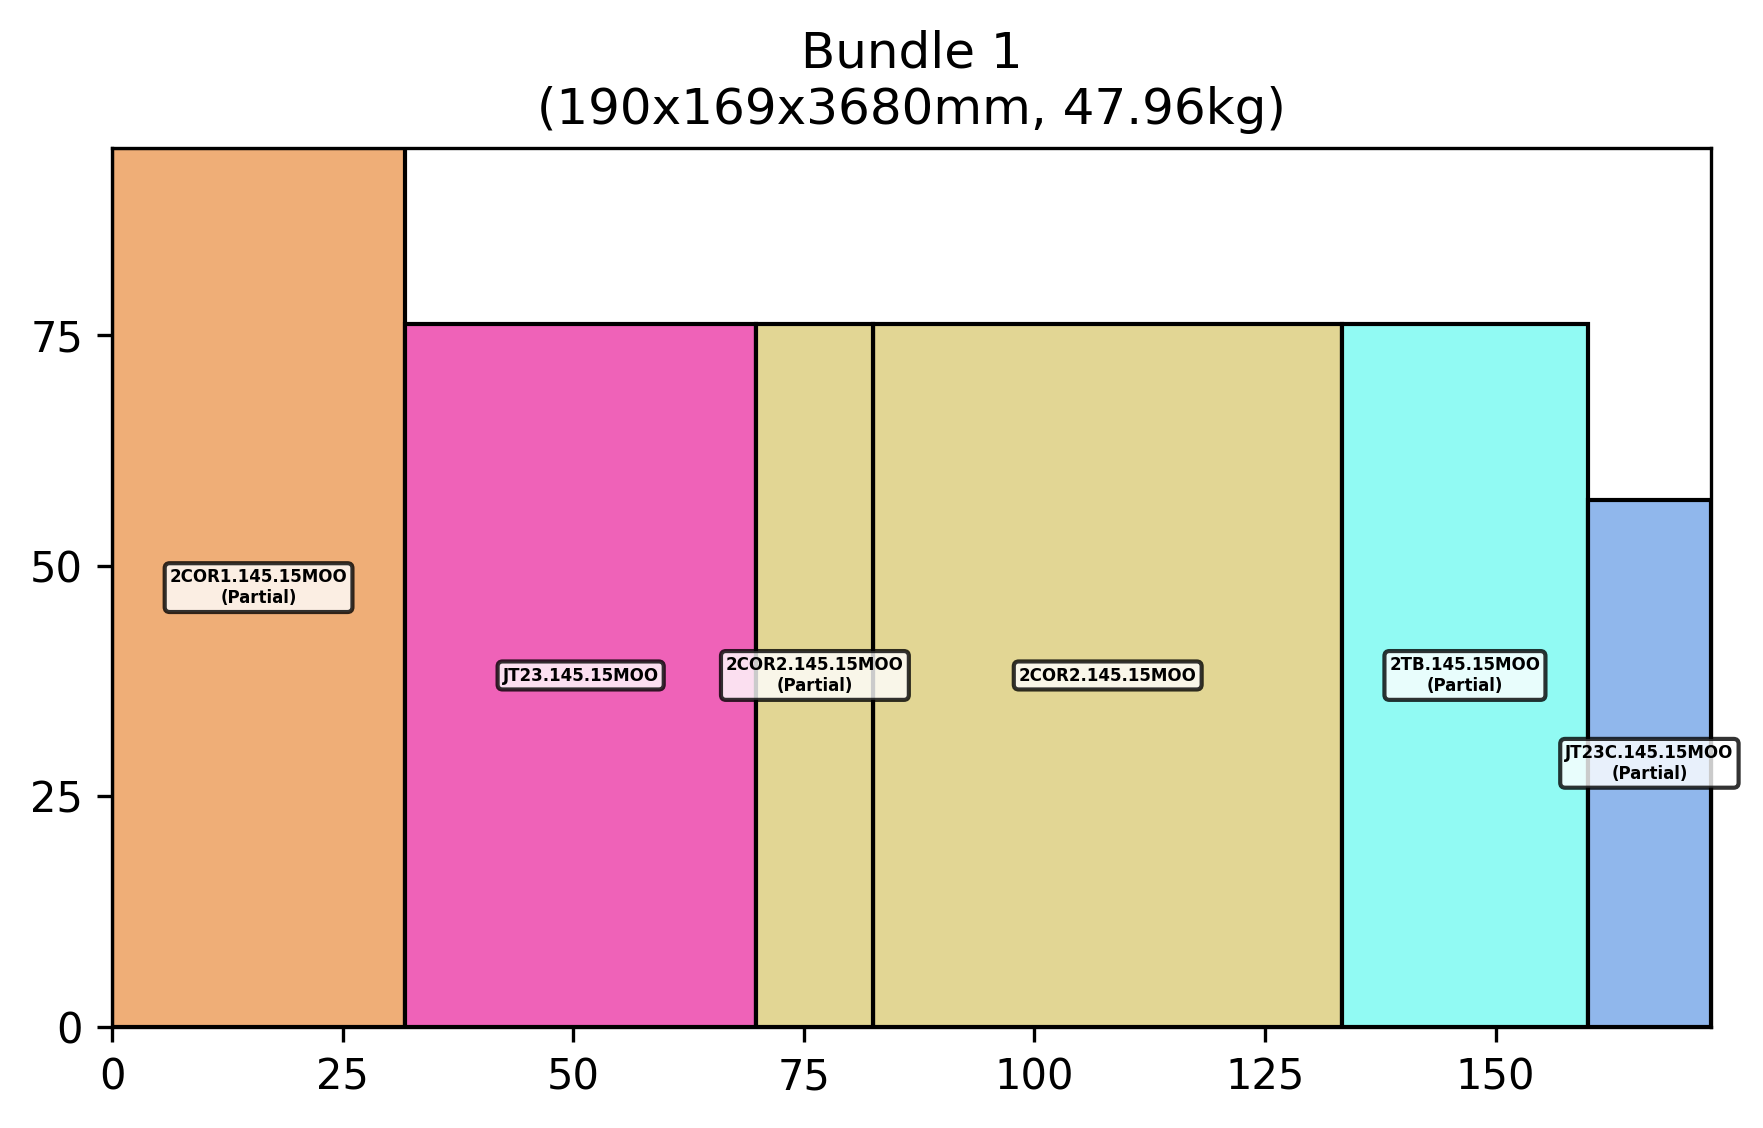 Bundle 1
(190x169x3680mm, 47.96kg)
75
50
25
0
2COR1.145.15MOO
(Partial)
JT23.145.15MOO
2COR2.145.15MOO
(Partial)
2COR2.145.15MOO
2TB.145.15MOO
(Partial)
JT23C.145.15MOO
(Partial)
0 25 50 75 100 125 150